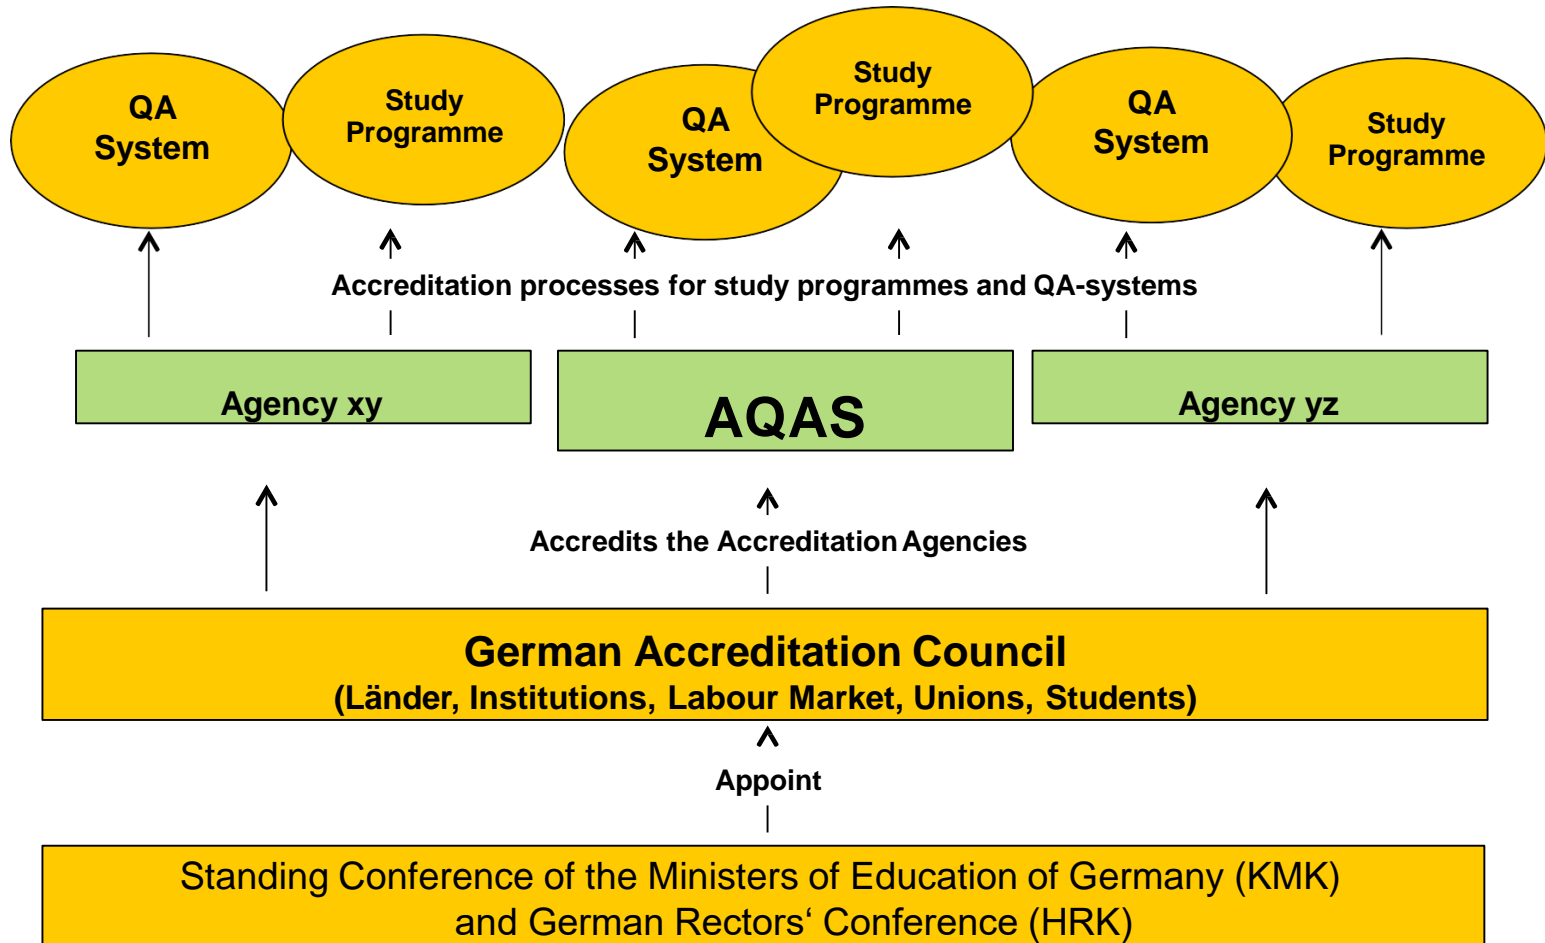 QA
System
Study
Programme
QA
System
Study
Programme
QA
System
Study
Programme
Accreditation processes for study programmes and QA-systems
Agency xy
AQAS
Agency yz
Accredits the Accreditation Agencies
German Accreditation Council
(Länder, Institutions, Labour Market, Unions, Students)
Appoint
Standing Conference of the Ministers of Education of Germany (KMK)
and German Rectors‘ Conference (HRK)